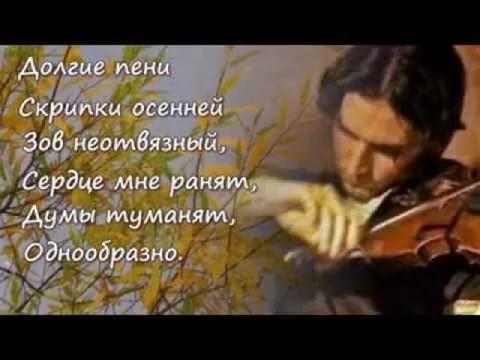 Долгие пени
Скрипки осенней
Зов неотвязный,
Сердце мне ранят,
Думы туманят,
Однообразно.